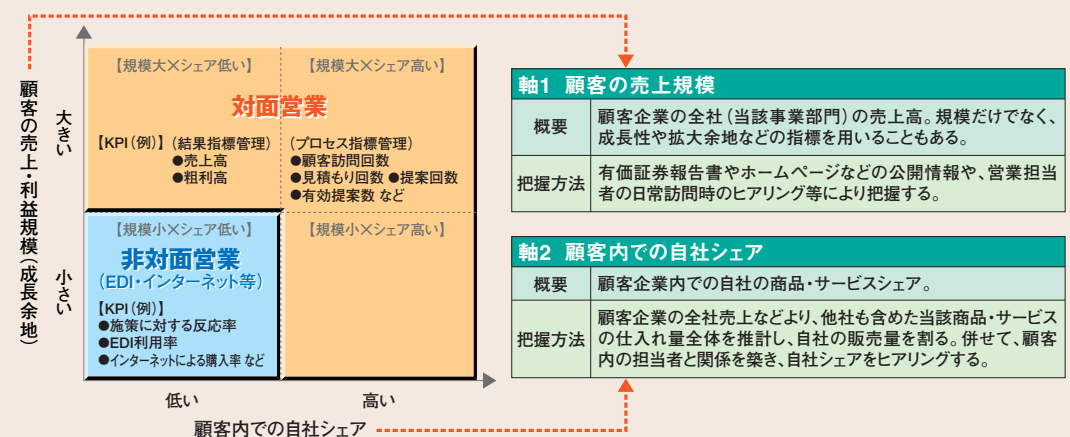 顧客の売上・利益規模(成長余地)
大きい
小さい
【規模大×シェア低い】
【規模大×シェア高い】
対面営業
【KPI(例)】(結果指標管理)
●売上高
●粗利高
(プロセス指標管理)
●顧客訪問回数
●見積もり回数 ●提案回数
●有効提案数 など
【規模小×シェア低い】
【規模小×シェア高い】
非対面営業
(EDI・インターネット等)
【KPI(例)】
●施策に対する反応率
●EDI利用率
●インターネットによる購入率 など
低い
高い
顧客内での自社シェア
軸1 顧客の売上規模
概要
顧客企業の全社(当該事業部門)の売上高。規模だけでなく、
成長性や拡大余地などの指標を用いることもある。
把握方法
有価証券報告書やホームページなどの公開情報や、営業担当
者の日常訪問時のヒアリング等により把握する。
軸2 顧客内での自社シェア
概要
顧客企業内での自社の商品・サービスシェア。
把握方法
顧客企業の全社売上などより、他社も含めた当該商品・サービス
の仕入れ量全体を推計し、自社の販売量を割る。併せて、顧客
内の担当者と関係を築き、自社シェアをヒアリングする。